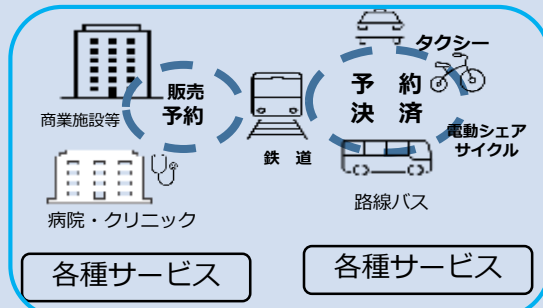 タクシー
販売
予約
予 約
決 済
商業施設等
鉄 道
電動シェア
サイクル
病院・クリニック
路線バス
各種サービス
各種サービス